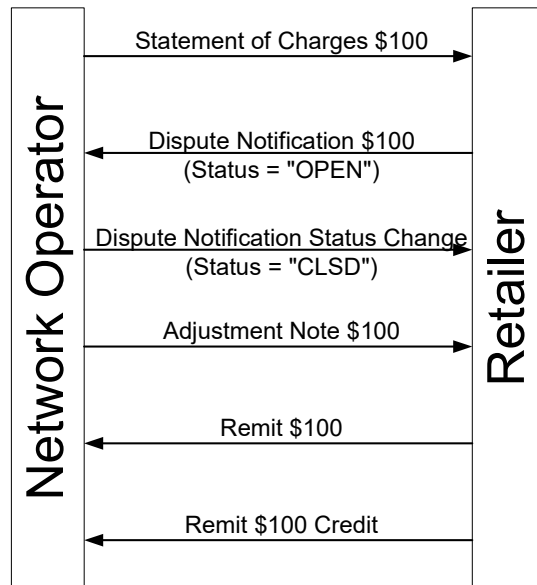 Network Operator
Statement of Charges $100
Dispute Notification $100
(Status = "OPEN")
Dispute Notification Status Change
(Status = "CLSD")
Adjustment Note $100
Remit $100
Remit $100 Credit
Retailer